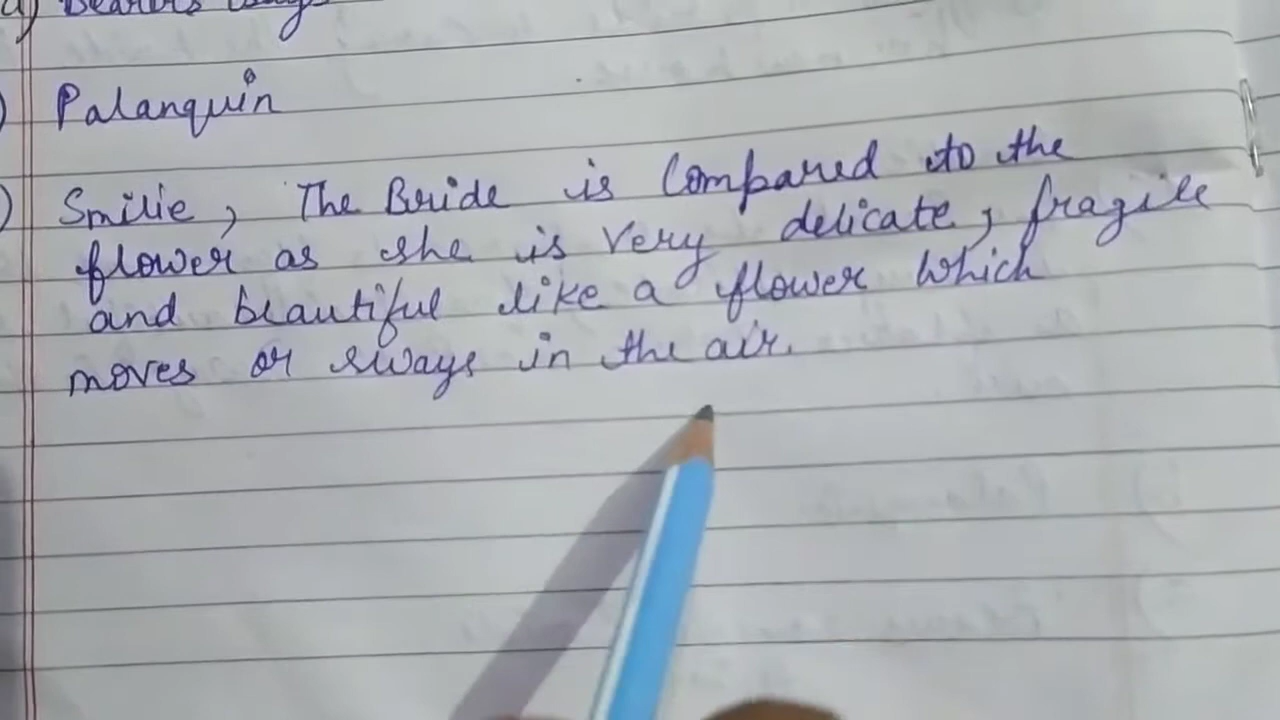 a)
Palanquin
Smilie, The Bride is Compared to the
flower as she is Very delicate, fragile
and beautiful like a flower which
moves or sways in the air.